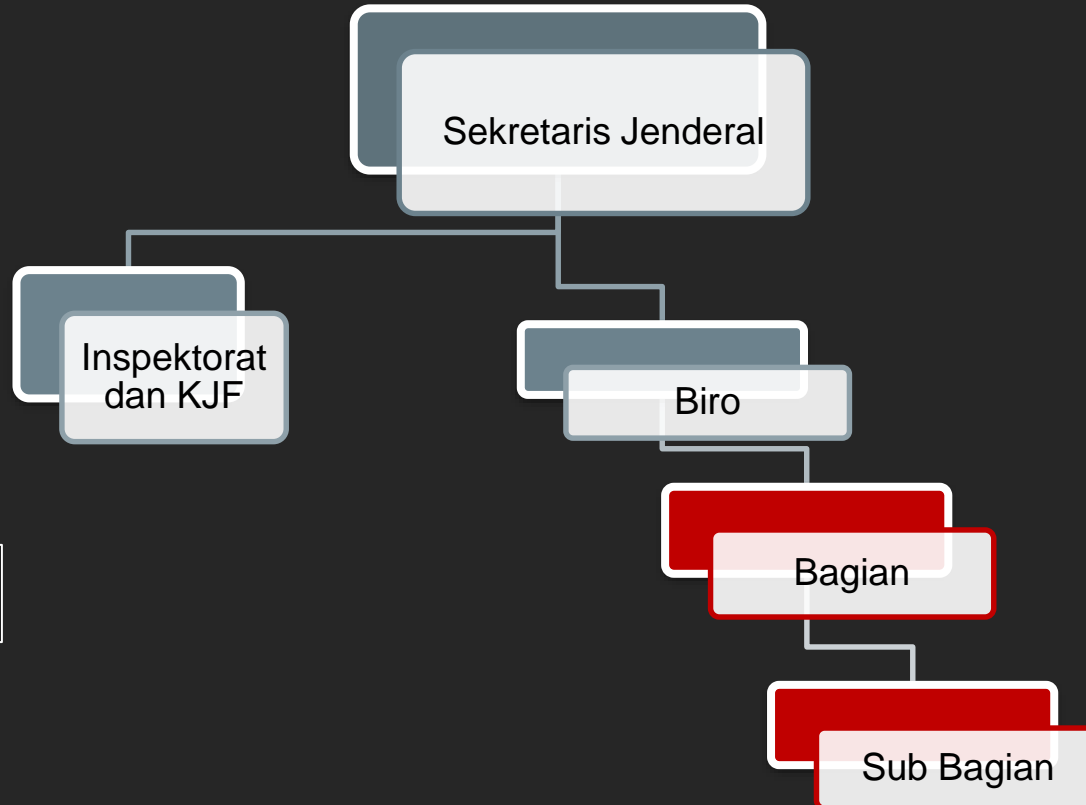 Sekretaris Jenderal
Inspektorat
dan KJF
Biro
Bagian
Sub Bagian